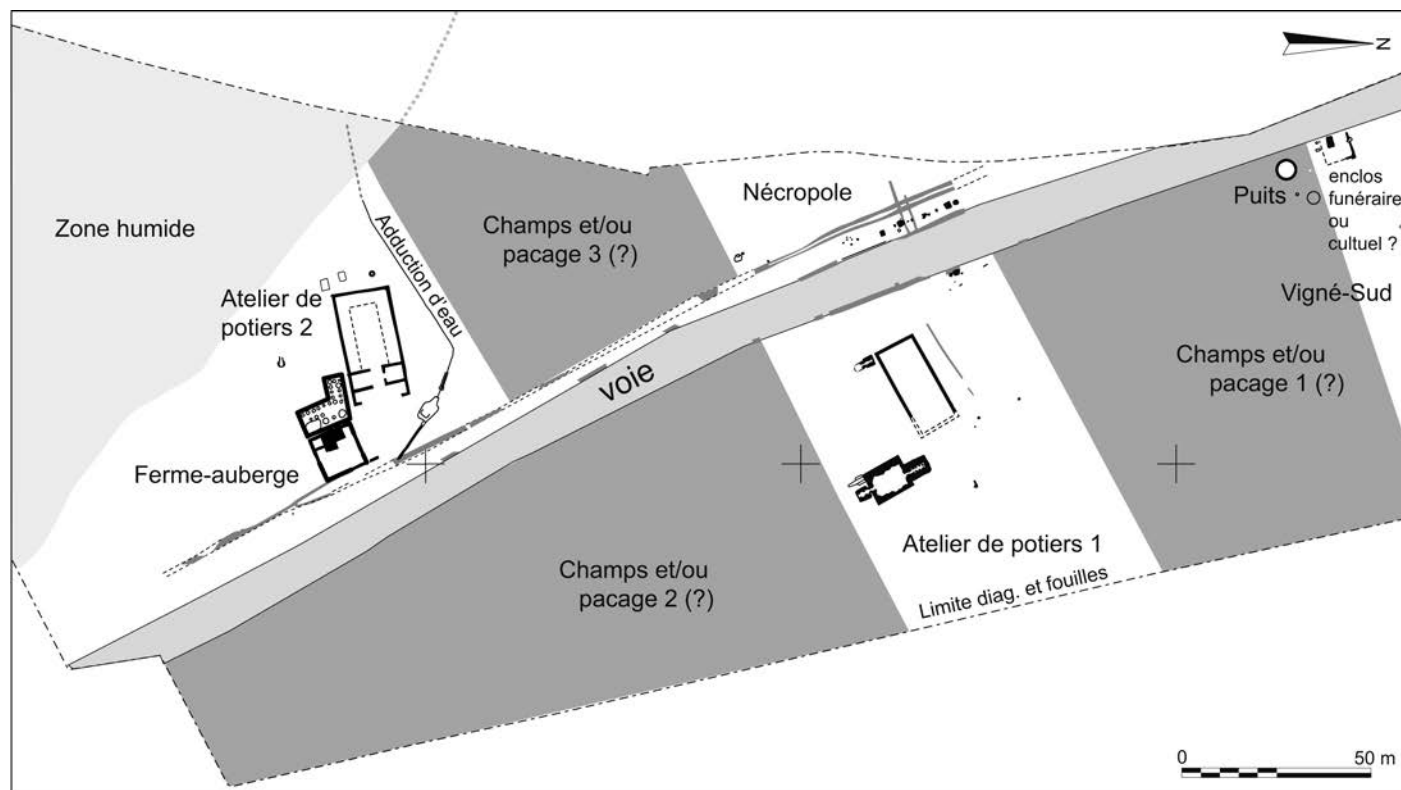 N
Zone humide
Adduction d'eau
Champs et/ou
pacage 3 (?)
Nécropole
Puits
enclos
funéraire
ou
cultuel ?
Vigné-Sud
Atelier de
potiers 2
Ferme-auberge
voie
Champs et/ou
pacage 1 (?)
Champs et/ou
pacage 2 (?)
Atelier de potiers 1
Limite diag. et fouilles
0 50 m